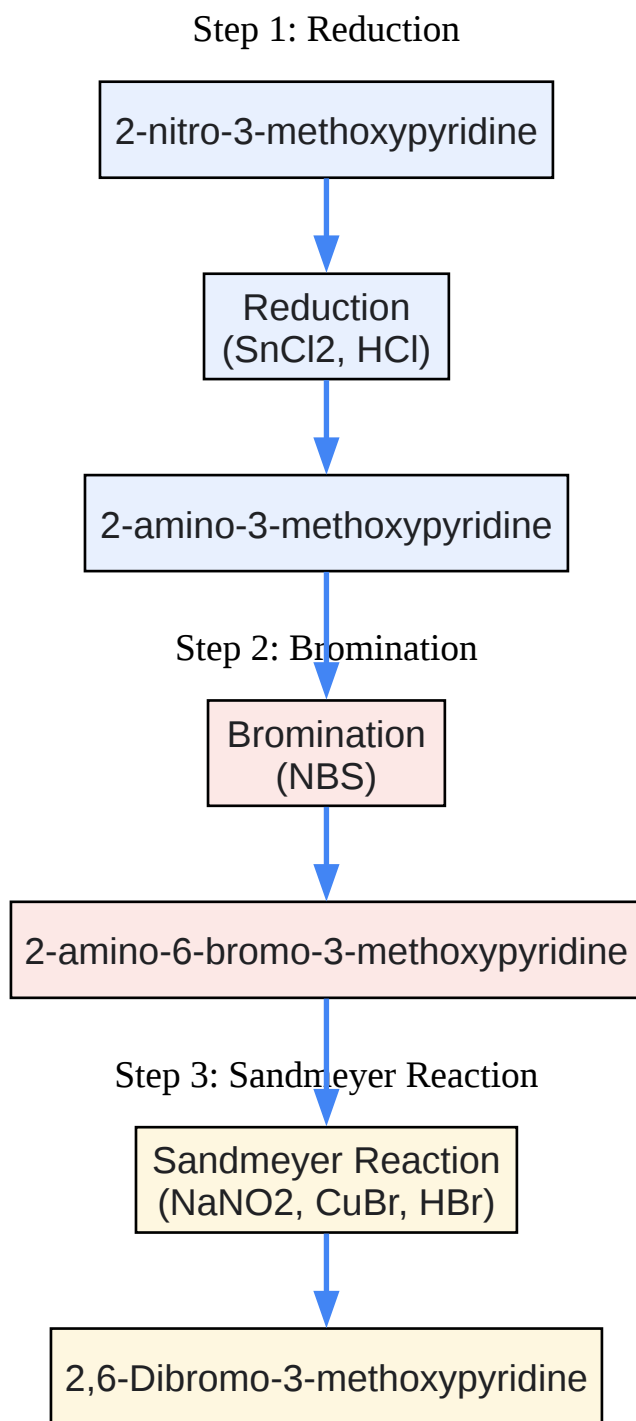 Step 1: Reduction
2-nitro-3-methoxypyridine
Reduction
(SnCl2, HCl)
2-amino-3-methoxypyridine
Step 2: Bromination
Bromination
(NBS)
2-amino-6-bromo-3-methoxypyridine
Step 3: Sandmeyer Reaction
Sandmeyer Reaction
(NaNO2, CuBr, HBr)
2,6-Dibromo-3-methoxypyridine